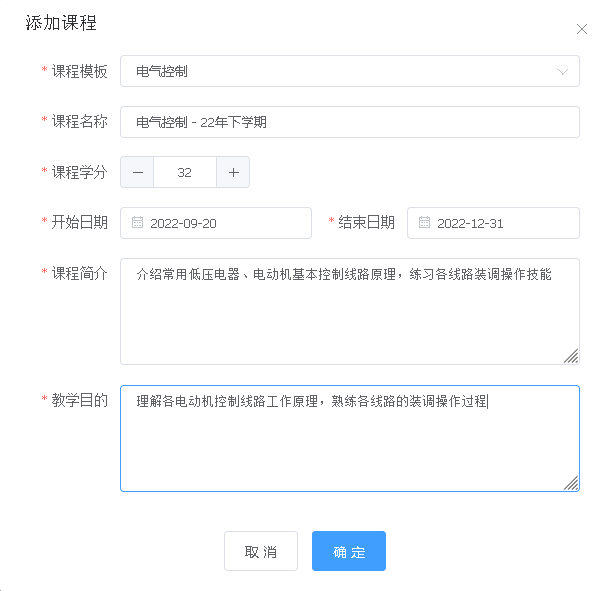 添加课程
* 课程模板 电气控制
* 课程名称 电气控制 - 22年下学期
* 课程学分 — 32 +
* 开始日期 2022-09-20 * 结束日期 2022-12-31
* 课程简介 介绍常用低压电器、电动机基本控制线路原理，练习各线路装调操作技能
* 教学目的 理解各电动机控制线路工作原理，熟练各线路的装调操作过程
取消 确定